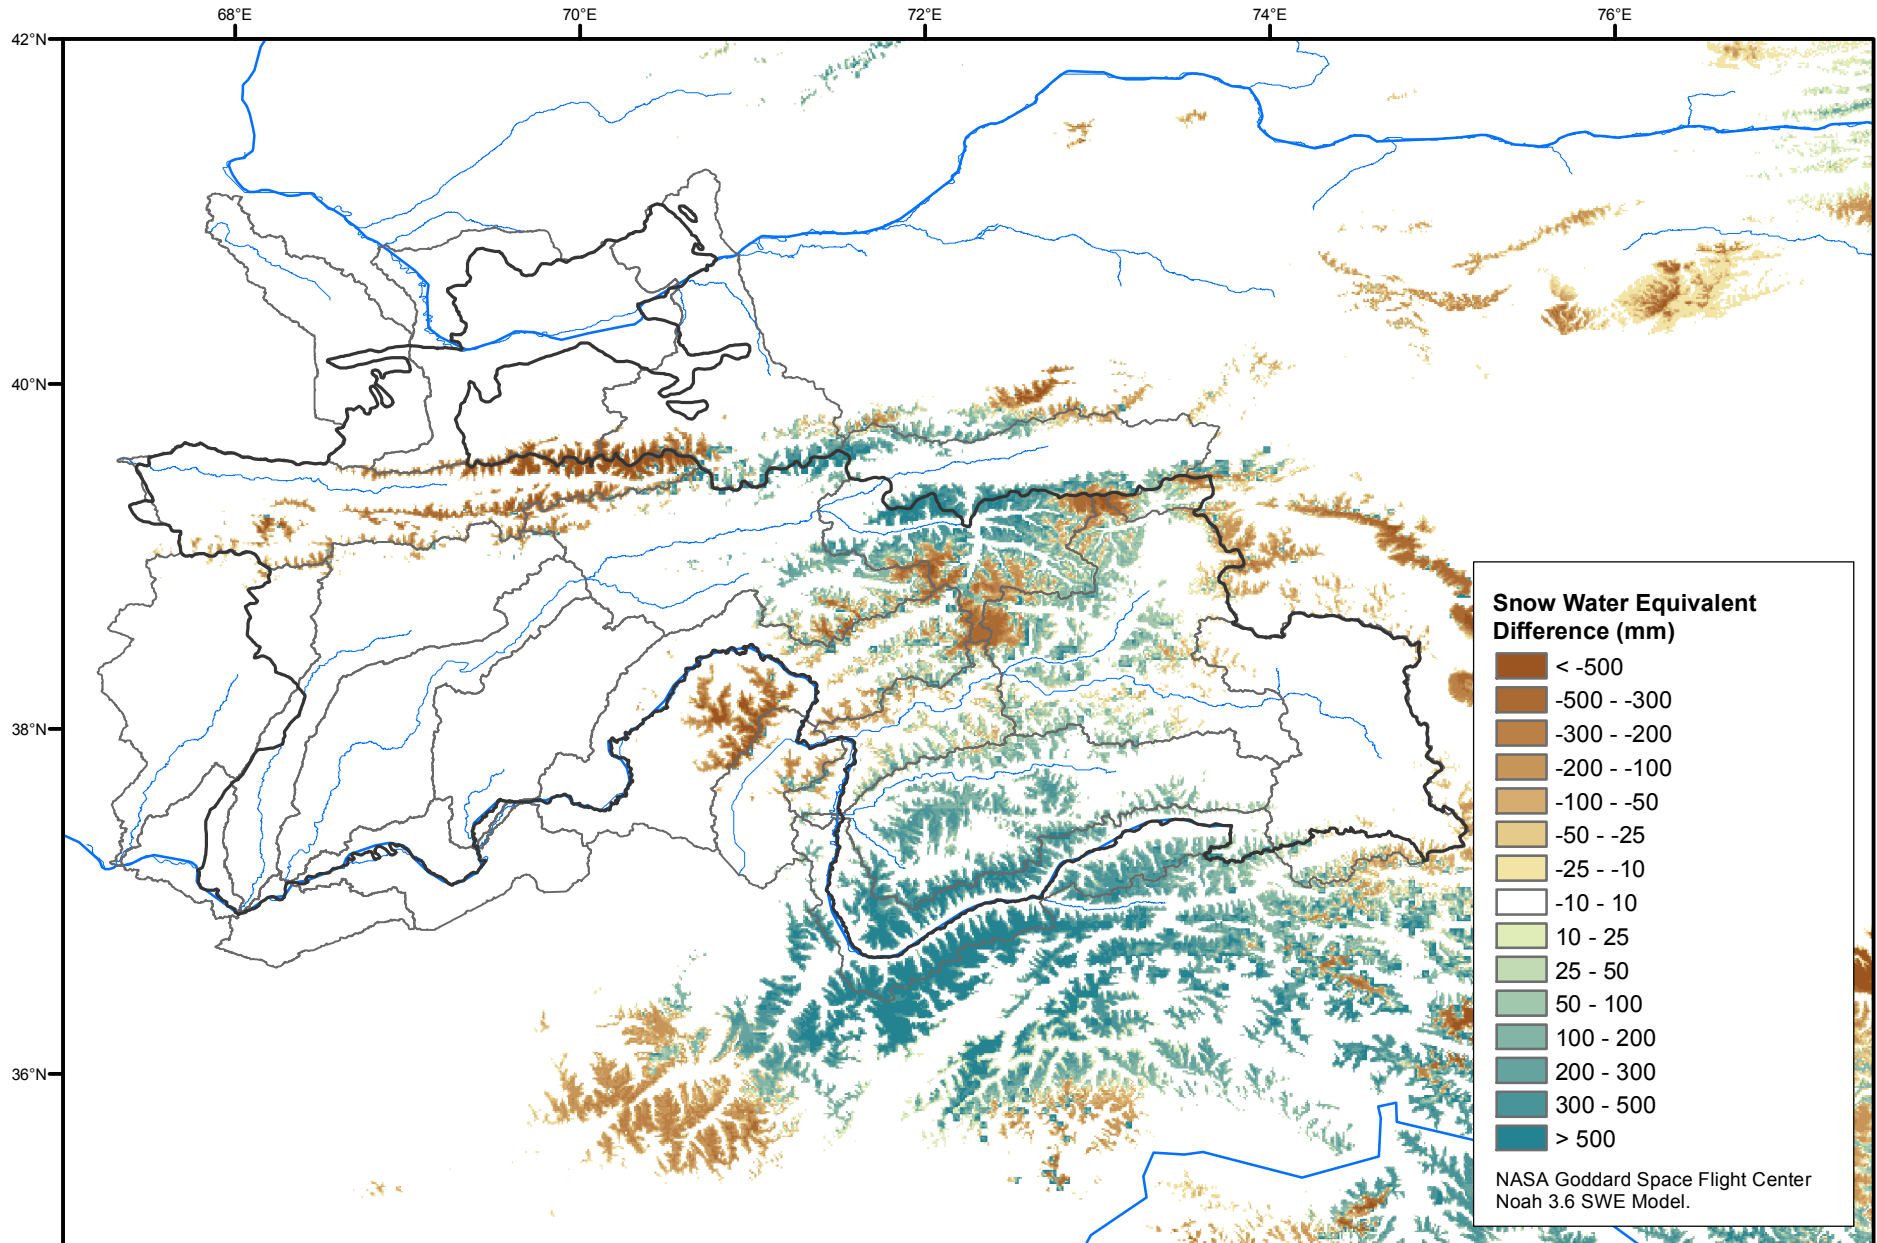 68°E
70°E
72°E
74°E
76°E
42°N
40°N
38°N
36°N
Snow Water Equivalent
Difference (mm)
< -500
-500 - -300
-300 - -200
-200 - -100
-100 - -50
-50 - -25
-25 - -10
-10 - 10
10 - 25
25 - 50
50 - 100
100 - 200
200 - 300
300 - 500
> 500
NASA Goddard Space Flight Center
Noah 3.6 SWE Model.